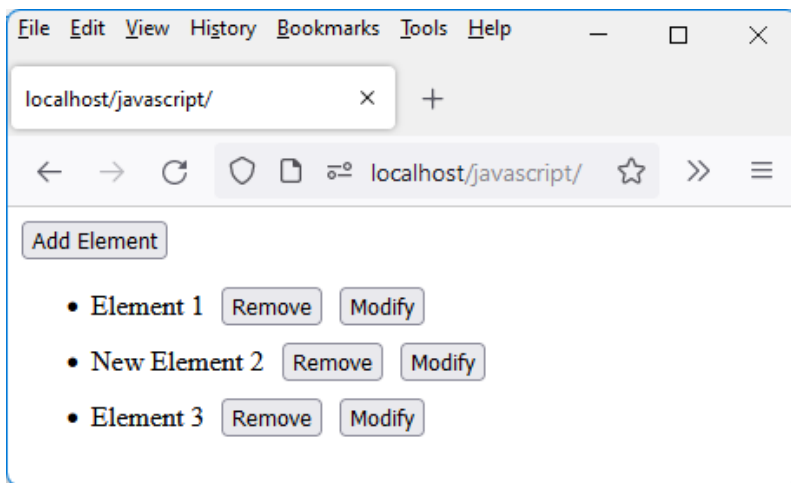 File Edit View History Bookmarks Tools Help
localhost/javascript/
localhost/javascript/
Add Element
Element 1 Remove Modify
New Element 2 Remove Modify
Element 3 Remove Modify